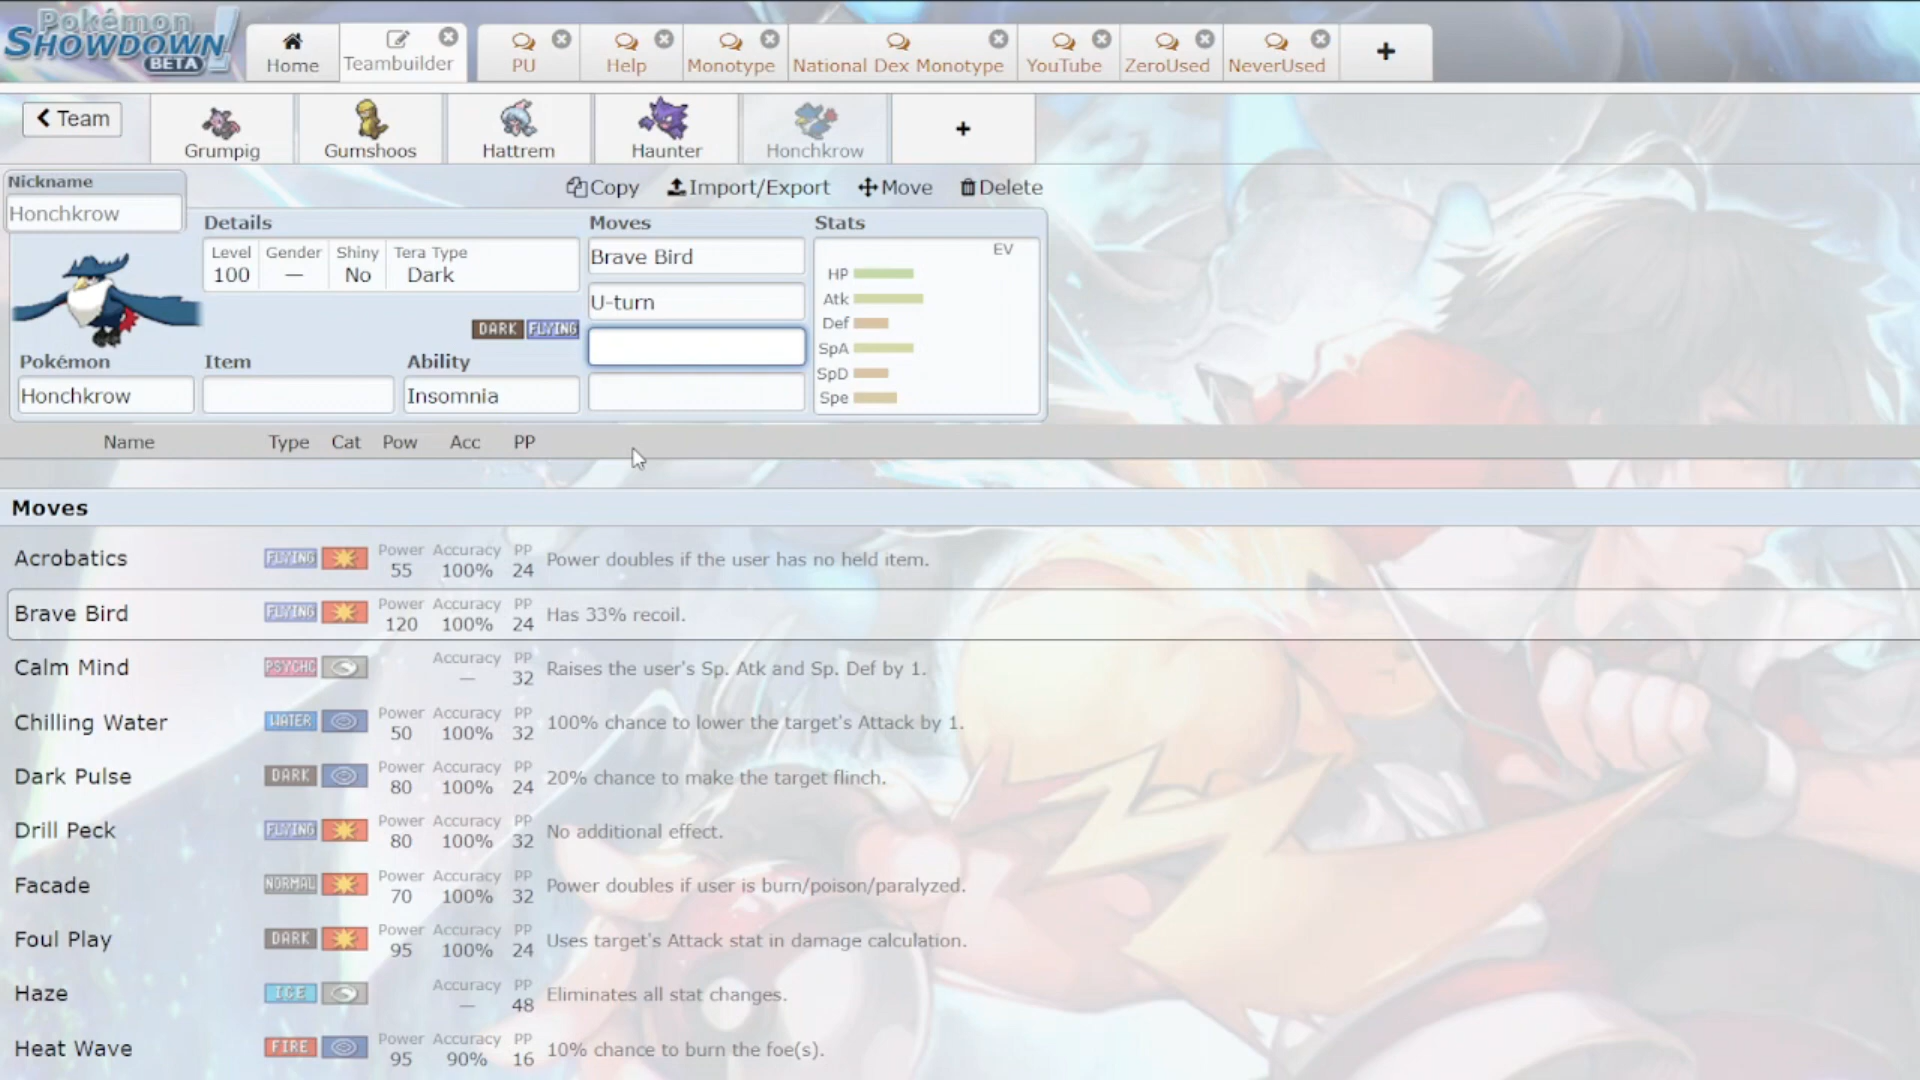 Pokémon
SHOWDOWN!
BETA
Home
Teambuilder
PU
Help
Monotype
National Dex Monotype
YouTube
ZeroUsed
NeverUsed
+
Team
Grumpig
Gumshoos
Hattrem
Haunter
Honchkrow
+
Nickname
Honchkrow
Copy
Import/Export
Move
Delete
Details
Level
100
Gender
—
Shiny
No
Tera Type
Dark
DARK
FLYING
Pokémon
Honchkrow
Item
Ability
Insomnia
Moves
Brave Bird
U-turn
Stats
EV
HP
Atk
Def
SpA
SpD
Spe
Name Type Cat Pow Acc PP
Moves
Acrobatics FLYING Power 55 Accuracy 100% PP 24 Power doubles if the user has no held item.
Brave Bird FLYING Power 120 Accuracy 100% PP 24 Has 33% recoil.
Calm Mind PSYCHC Accuracy — PP 32 Raises the user's Sp. Atk and Sp. Def by 1.
Chilling Water WATER Power 50 Accuracy 100% PP 32 100% chance to lower the target's Attack by 1.
Dark Pulse DARK Power 80 Accuracy 100% PP 24 20% chance to make the target flinch.
Drill Peck FLYING Power 80 Accuracy 100% PP 32 No additional effect.
Facade NORMAL Power 70 Accuracy 100% PP 32 Power doubles if user is burn/poison/paralyzed.
Foul Play DARK Power 95 Accuracy 100% PP 24 Uses target's Attack stat in damage calculation.
Haze ICE Accuracy — PP 48 Eliminates all stat changes.
Heat Wave FIRE Power 95 Accuracy 90% PP 16 10% chance to burn the foe(s).